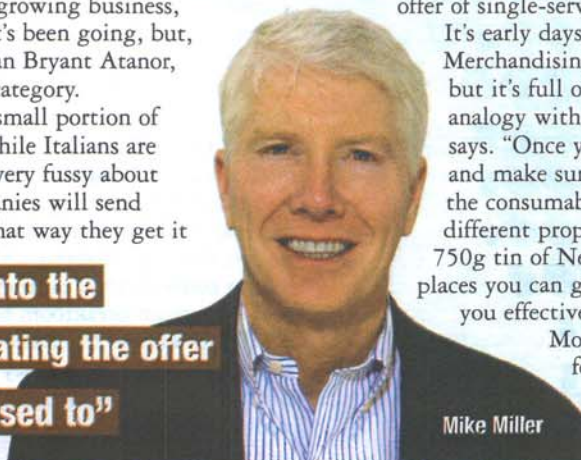 growing business,
's been going, but,
an Bryant Atanor,
ategory.
small portion of
hile Italians are
very fussy about
anies will send
hat way they get it
nto the
ating the offer
sed to”
offer of single-serv
It's early days
Merchandisin
but it's full o
analogy with
says. “Once y
and make sur
the consumab
different prop
750g tin of Ne
places you can g
you effective
Mo
fo
Mike Miller